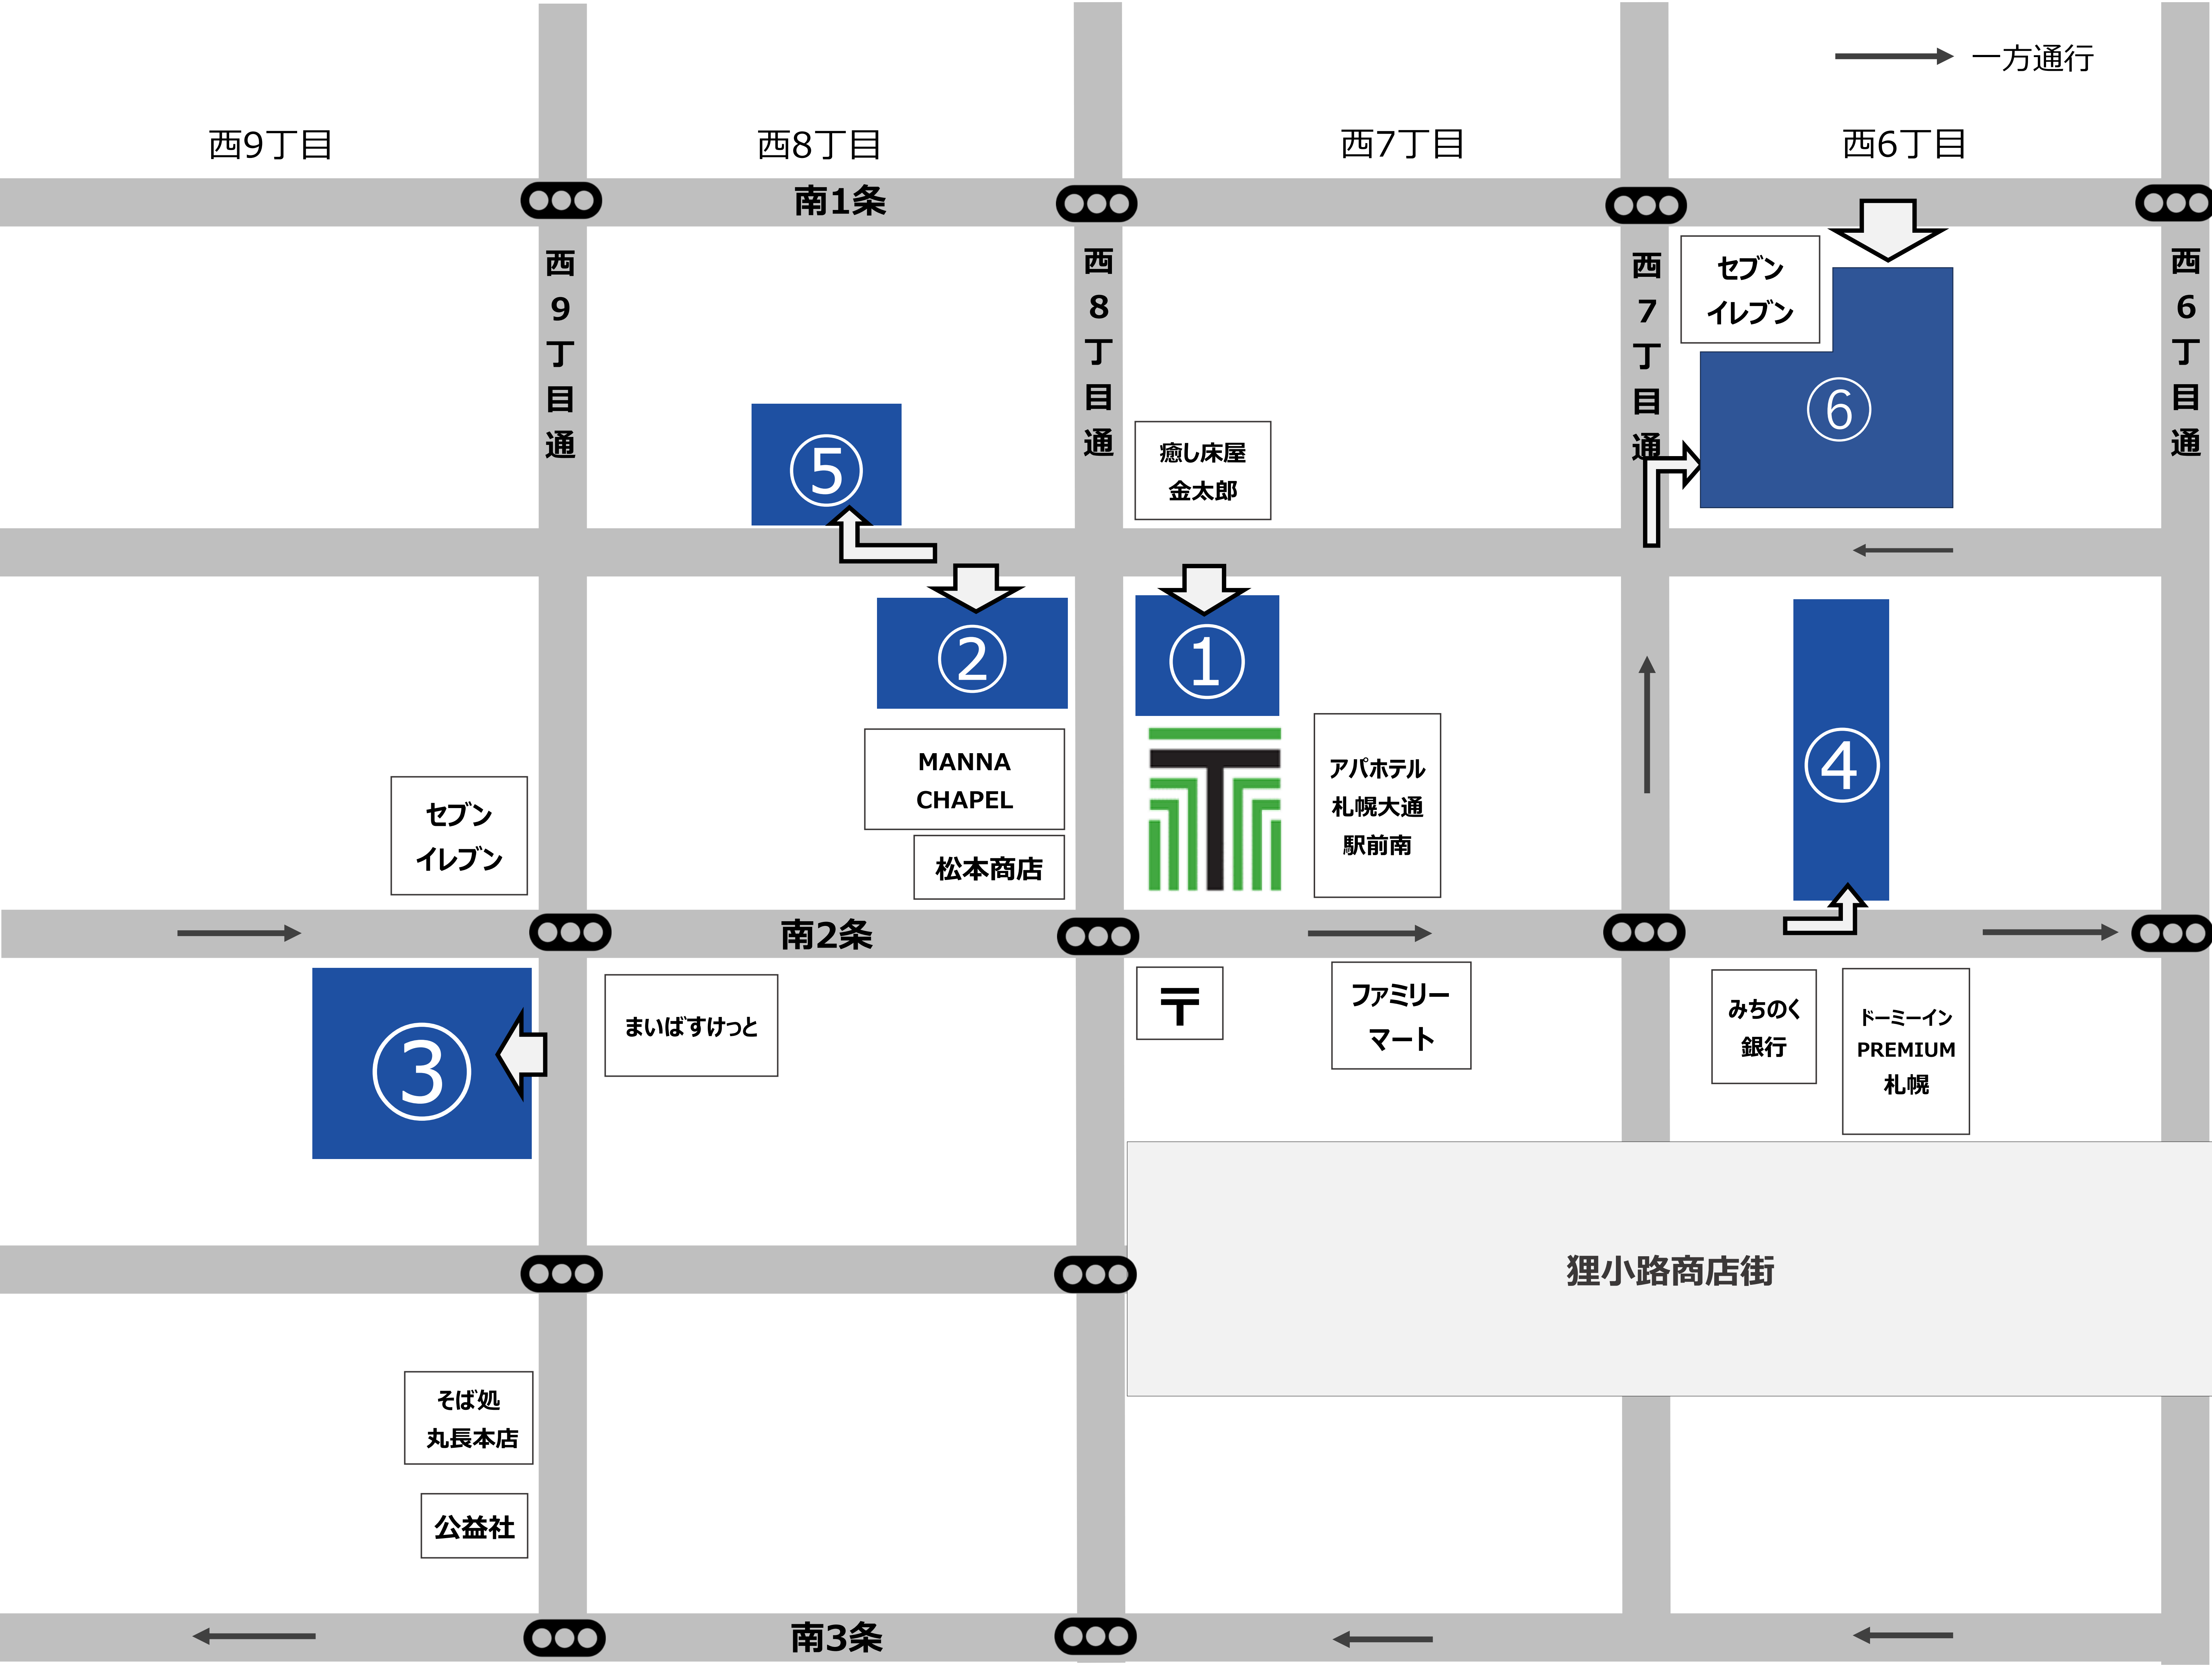 一方通行
西9丁目
西8丁目
西7丁目
西6丁目
南1条
西9丁目通
西8丁目通
西7丁目通
西6丁目通
セブン
イレブン
⑥
⑤
癒し床屋
金太郎
②
①
④
MANNA
CHAPEL
松本商店
アパホテル
札幌大通
駅前南
セブン
イレブン
南2条
③
まいばすけっと
〒
ファミリー
マート
みちのく
銀行
ドーミーイン
PREMIUM
札幌
狸小路商店街
そば処
丸長本店
公益社
南3条